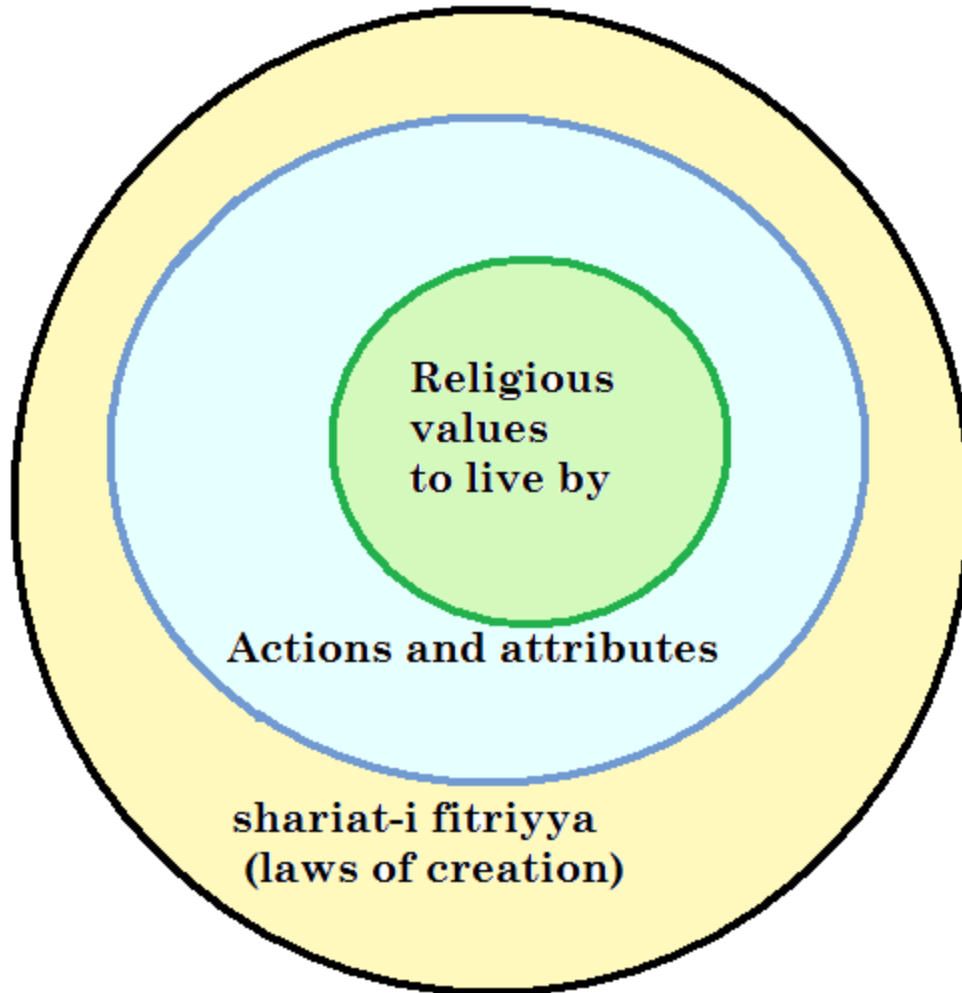 Religious
values
to live by
Actions and attributes
shariat-i fitriyya
(laws of creation)